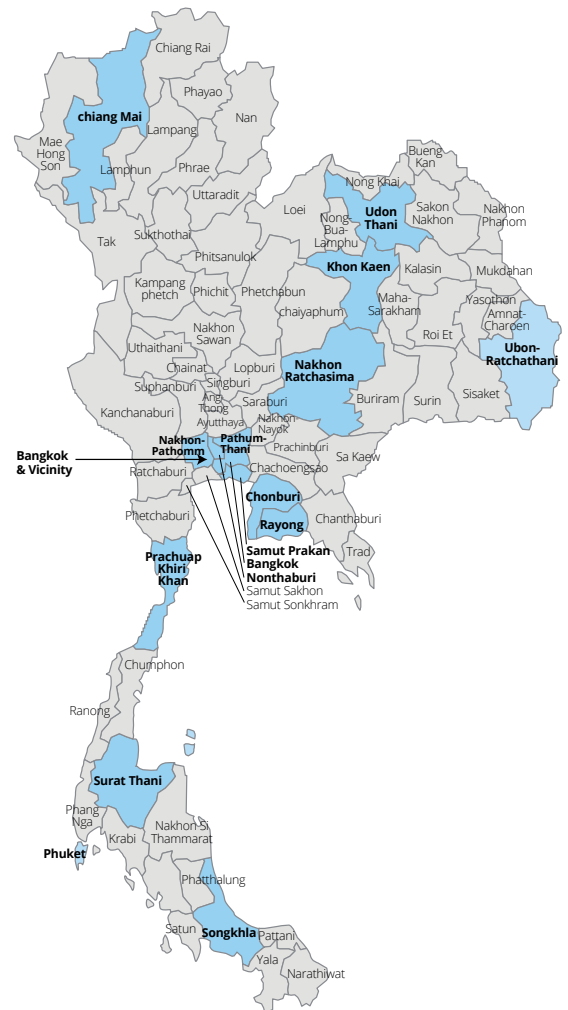 Chiang Rai
Phayao
chiang Mai
Nan
Lampang
Mae
Hong
Son
Lamphun
Phrae
Bueng
Kan
Nong Khai
Uttaradit
Loei
Udon
Thani
Sakon
Nakhon
Nakhon
Phanom
Nong-
Bua-
Lamphu
Tak
Sukthothai
Phitsanulok
Khon Kaen
Kalasin
Mukdahan
Kampang
phetch
Phichit
Phetchabun
chaiyaphum
Maha-
Sarakham
Yasothon
Amnat-
Charoen
Roi Et
Nakhon
Sawan
Uthaithani
Ubon-
Ratchathani
Chainat
Lopburi
Nakhon
Ratchasima
Singburi
Suphanburi
Ang-
Thong
Saraburi
Buriram
Surin
Sisaket
Kanchanaburi
Ayutthaya
Nakhon-
Nayok
Nakhon-
Pathomm
Pathum-
Thani
Prachinburi
Sa Kaew
Bangkok
& Vicinity
Ratchaburi
Chachoengsao
Chonburi
Phetchaburi
Rayong
Chanthaburi
Trad
Samut Prakan
Bangkok
Nonthaburi
Samut Sakhon
Samut Sonkhram
Prachuap
Khiri
Khan
Chumphon
Ranong
Surat Thani
Phang
Nga
Krabi
Nakhon Si
Thammarat
Phuket
Phatthalung
Satun
Songkhla
Pattani
Yala
Narathiwat